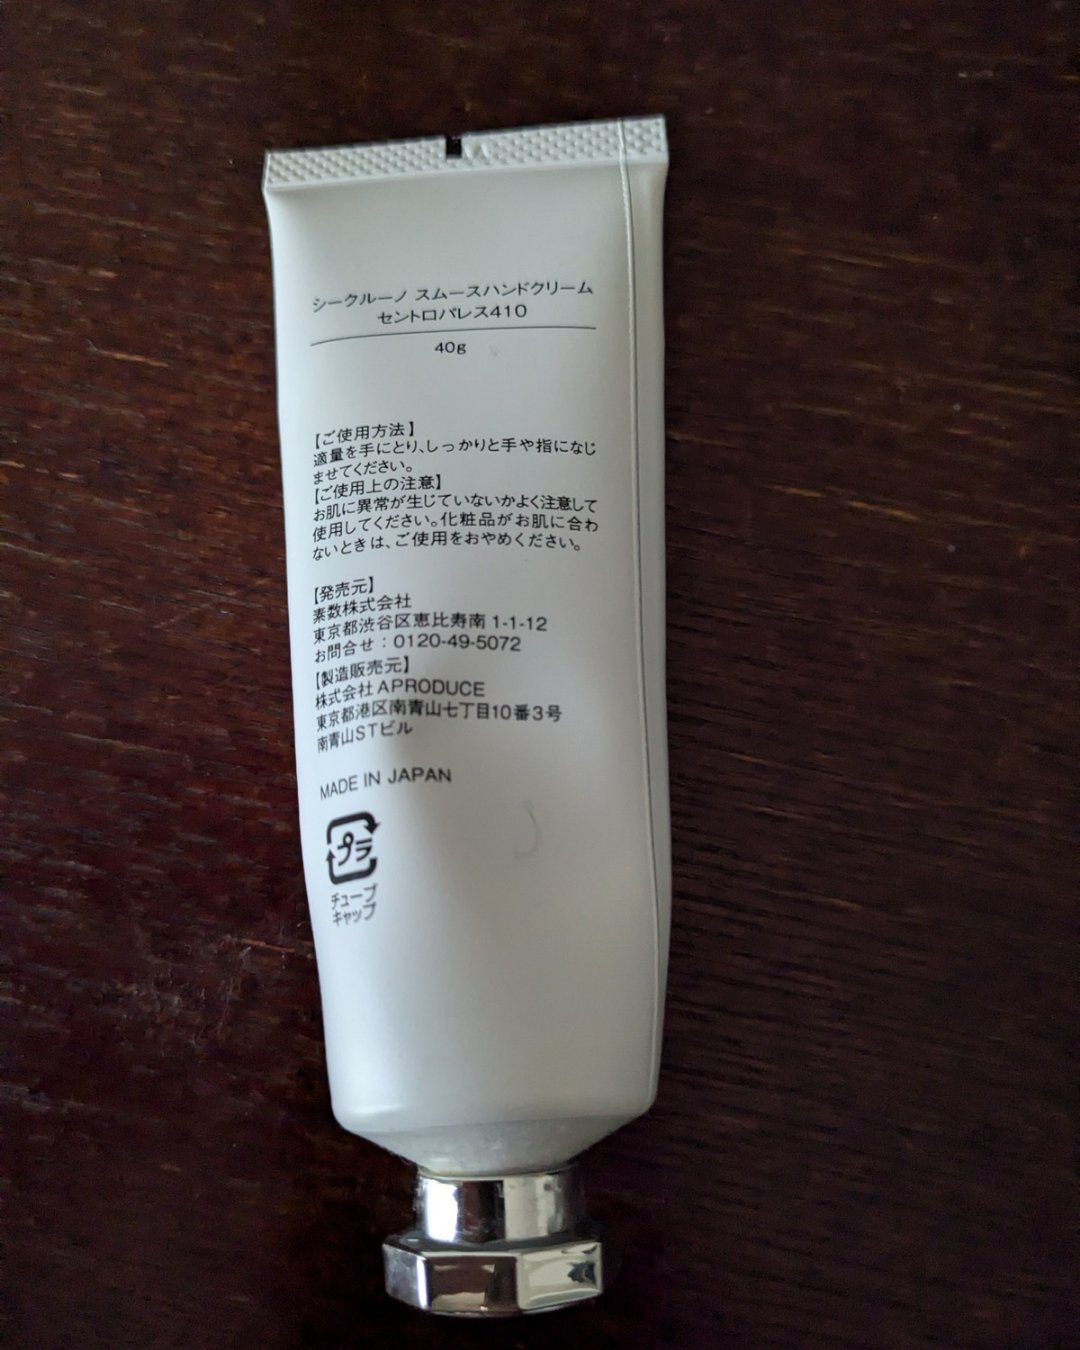 シークルーノ スムースハンドクリーム
セントロパレス410
40g
【ご使用方法】
適量を手にとり、しっかりと手や指になじ
ませてください。
【ご使用上の注意】
お肌に異常が生じていないかよく注意して
使用してください。化粧品がお肌に合わ
ないときは、ご使用をおやめください。
【発売元】
素数株式会社
東京都渋谷区恵比寿南 1-1-12
お問合せ：0120-49-5072
【製造販売元】
株式会社 APRODUCE
東京都港区南青山七丁目10番3号
南青山STビル
MADE IN JAPAN
プラ
チューブ
キャップ